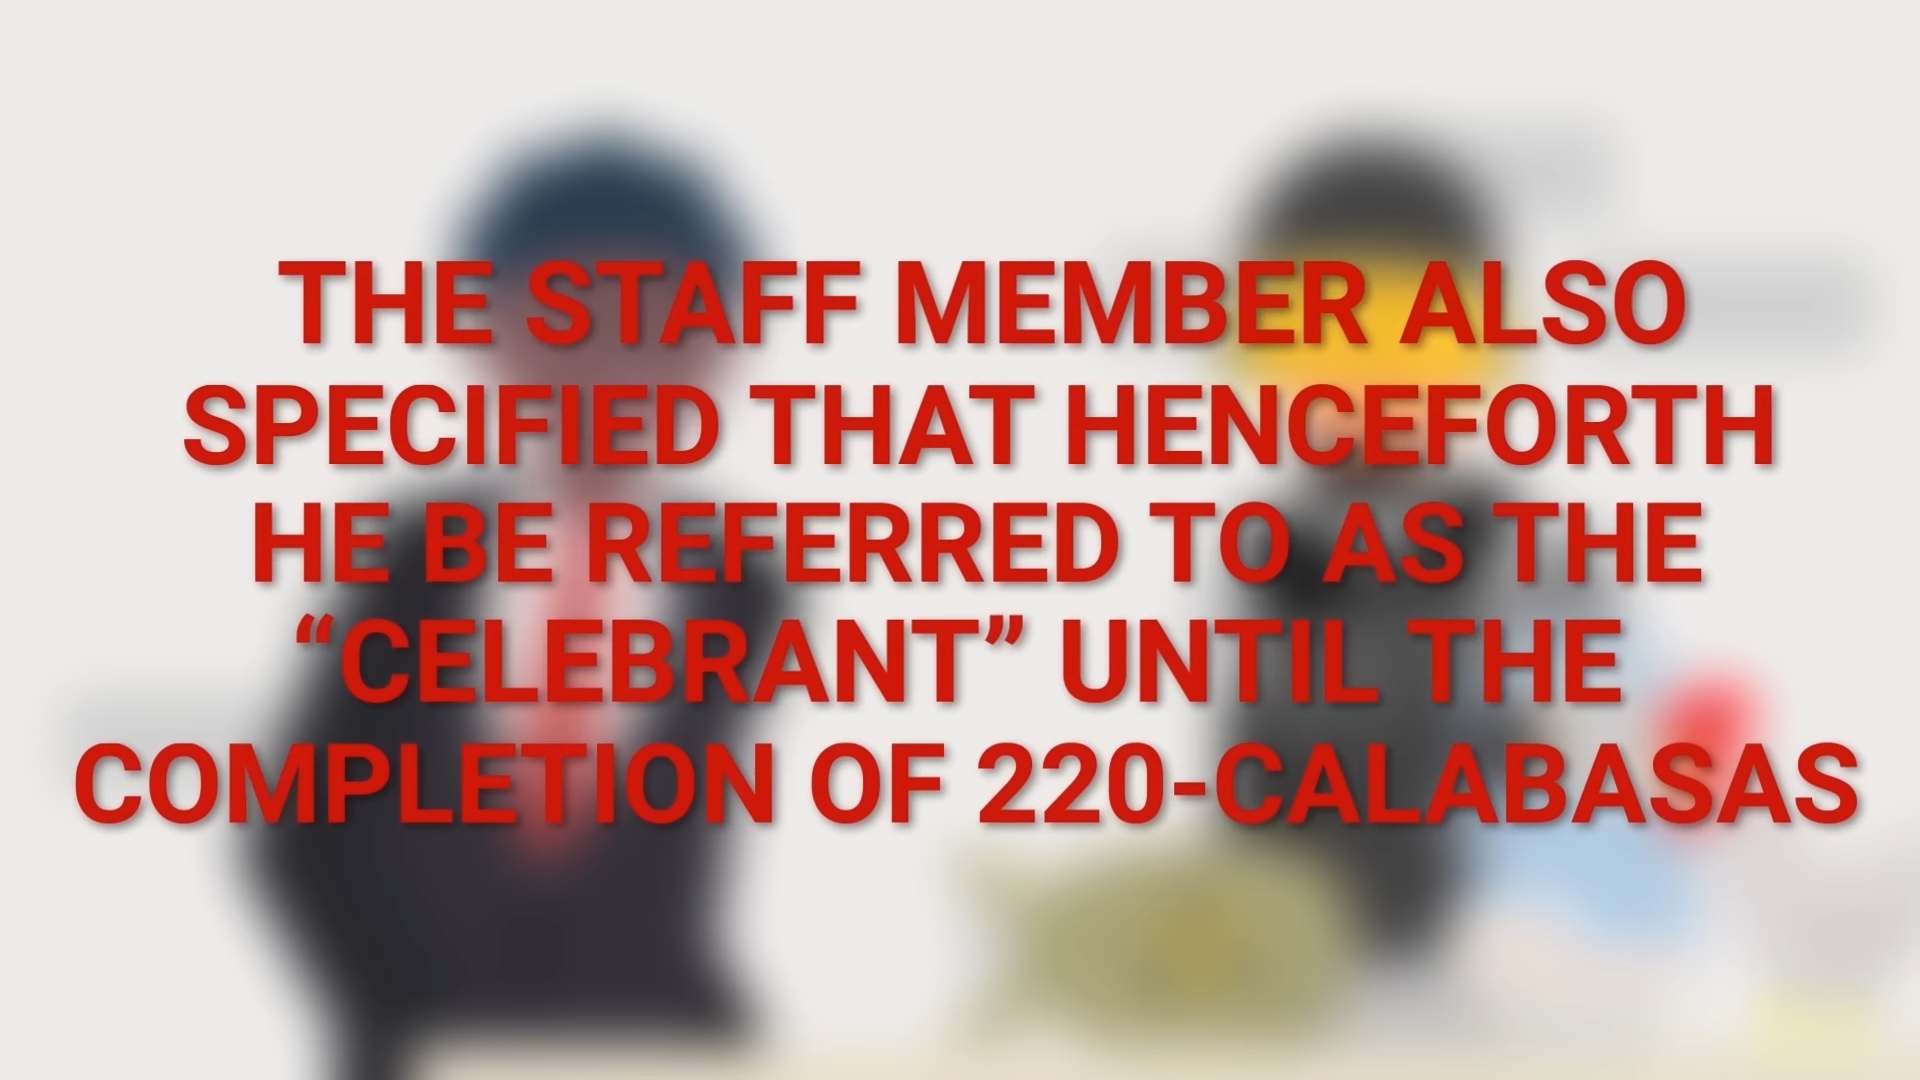 THE STAFF MEMBER ALSO
SPECIFIED THAT HENCEFORTH
HE BE REFERRED TO AS THE
“CELEBRANT” UNTIL THE
COMPLETION OF 220-CALABASAS